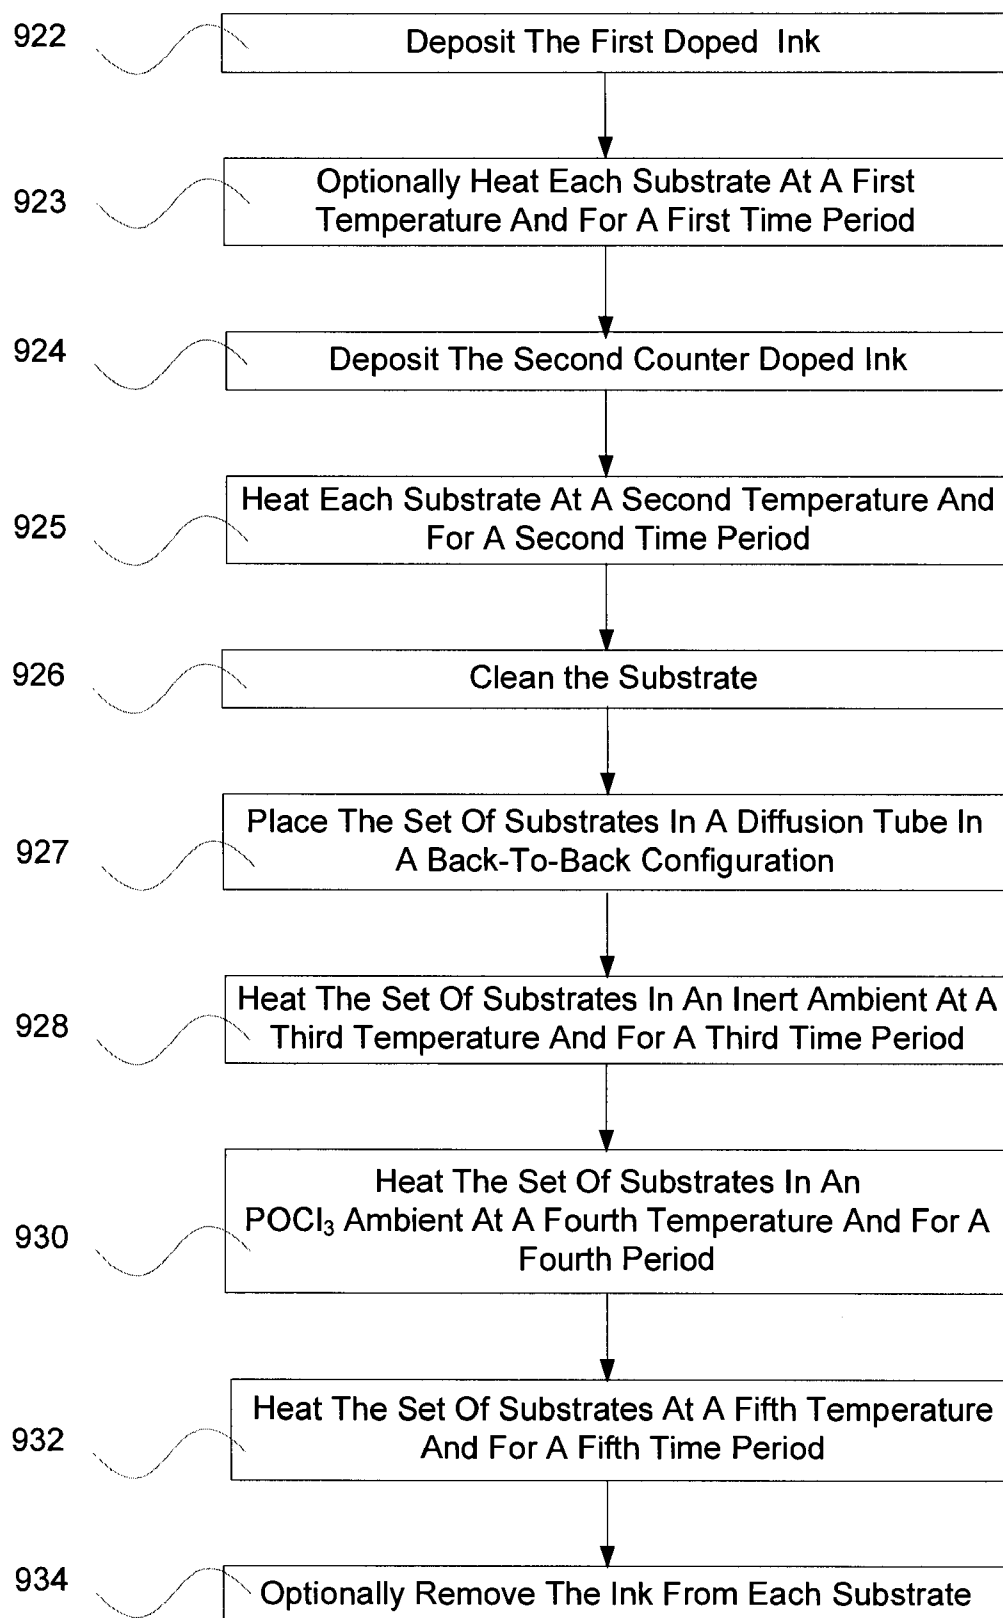 922
Deposit The First Doped Ink
923
Optionally Heat Each Substrate At A First
Temperature And For A First Time Period
924
Deposit The Second Counter Doped Ink
925
Heat Each Substrate At A Second Temperature And
For A Second Time Period
926
Clean the Substrate
927
Place The Set Of Substrates In A Diffusion Tube In
A Back-To-Back Configuration
928
Heat The Set Of Substrates In An Inert Ambient At A
Third Temperature And For A Third Time Period
930
Heat The Set Of Substrates In An
POCl₃ Ambient At A Fourth Temperature And For A
Fourth Period
932
Heat The Set Of Substrates At A Fifth Temperature
And For A Fifth Time Period
934
Optionally Remove The Ink From Each Substrate